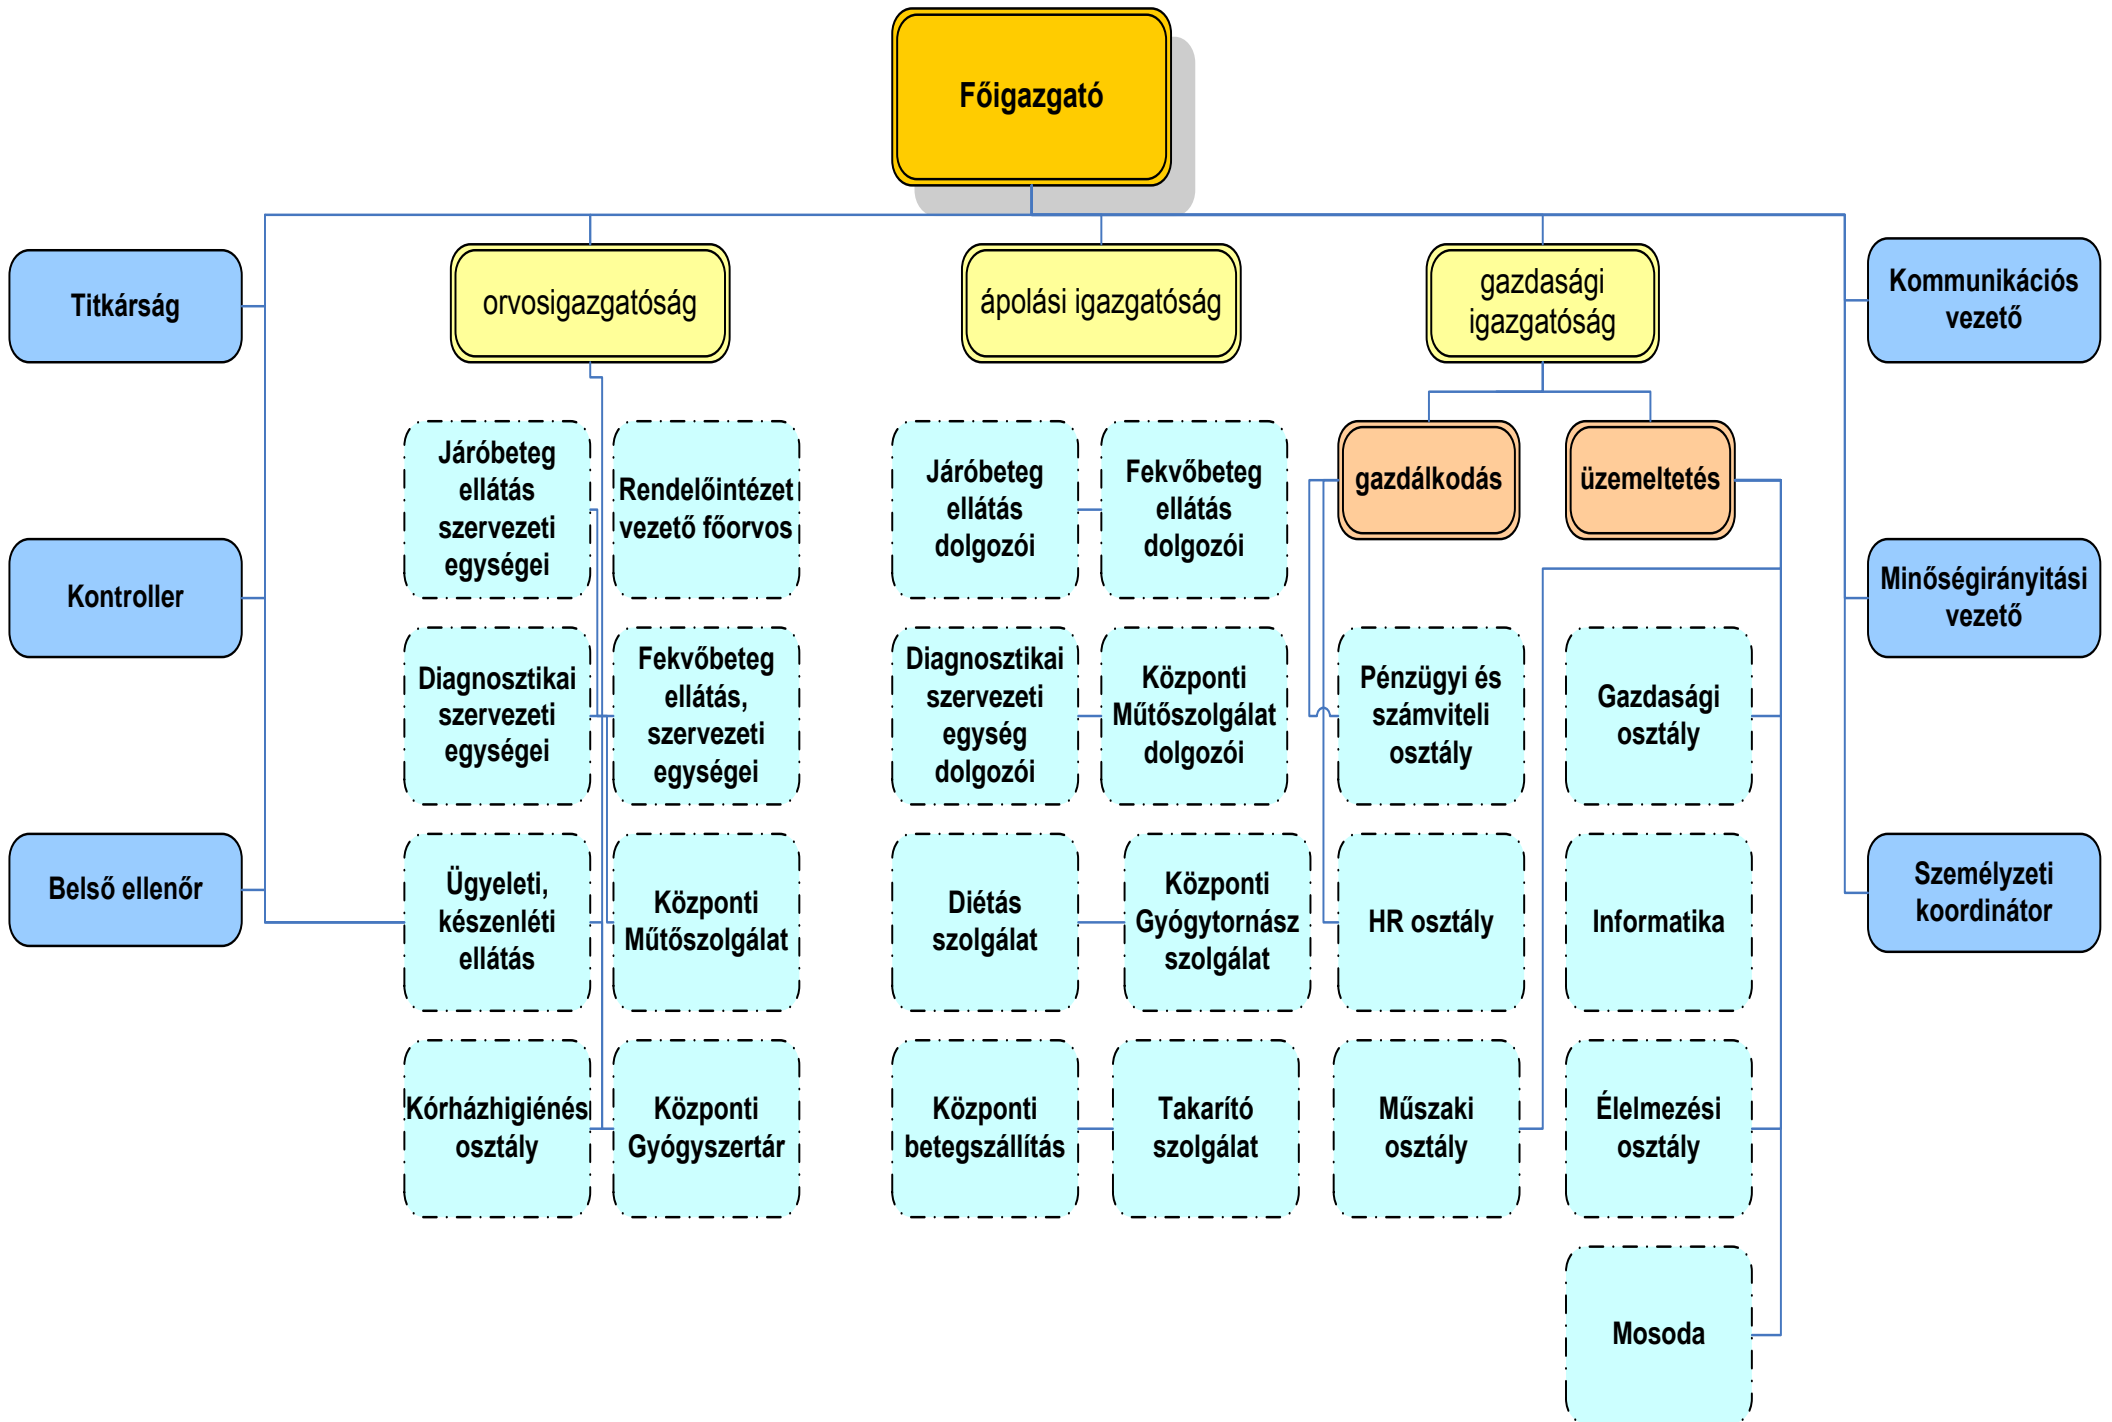 Főigazgató
Titkárság
orvosigazgatóság
ápolási igazgatóság
gazdasági
igazgatóság
Kommunikációs
vezető
Járóbeteg
ellátás
szervezeti
egységei
Rendelőintézet
vezető főorvos
Járóbeteg
ellátás
dolgozói
Fekvőbeteg
ellátás
dolgozói
gazdálkodás
üzemeltetés
Kontroller
Minőségirányitási
vezető
Diagnosztikai
szervezeti
egységei
Fekvőbeteg
ellátás,
szervezeti
egységei
Diagnosztikai
szervezeti
egység
dolgozói
Központi
Műtőszolgálat
dolgozói
Pénzügyi és
számviteli
osztály
Gazdasági
osztály
Belső ellenőr
Ügyeleti,
készenléti
ellátás
Központi
Műtőszolgálat
Diétás
szolgálat
Központi
Gyógytornász
szolgálat
HR osztály
Informatika
Személyzeti
koordinátor
Kórházhigiénés
osztály
Központi
Gyógyszertár
Központi
betegszállítás
Takarító
szolgálat
Műszaki
osztály
Élelmezési
osztály
Mosoda